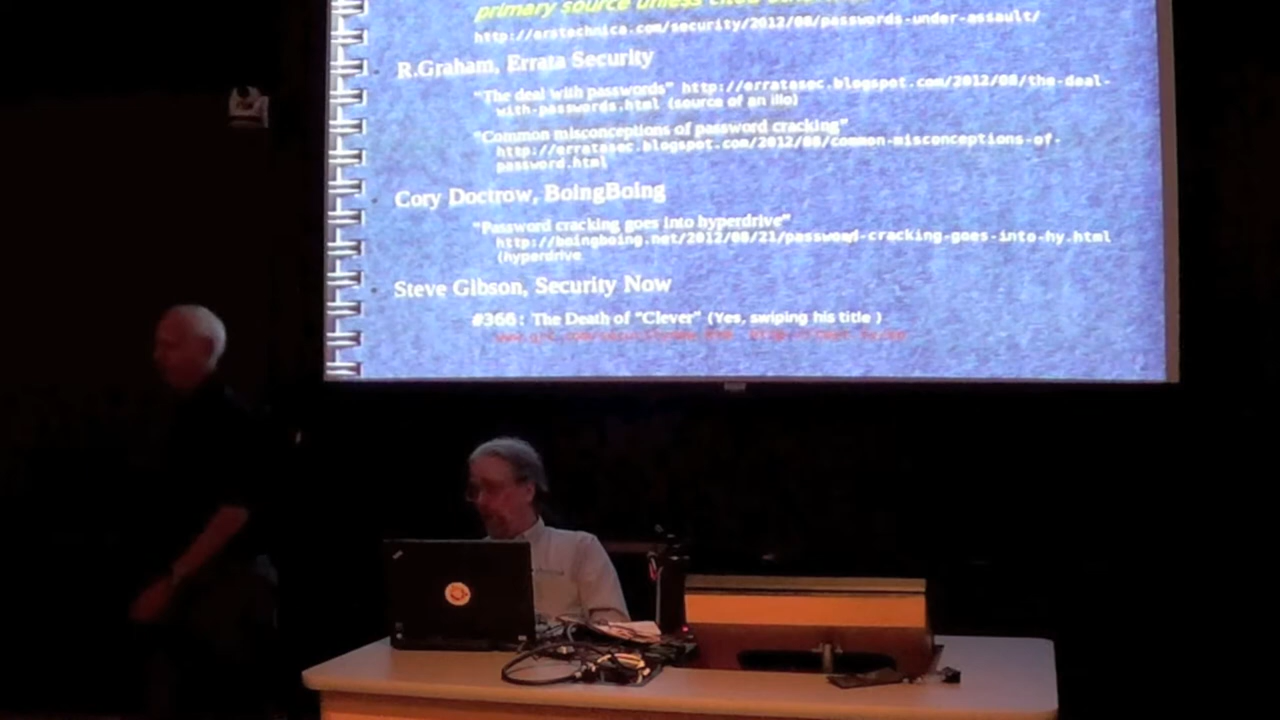 primary source unless
http://arstechnica.com/security/2012/08/passwords-under-assault/
R.Graham, Errata Security
"The deal with passwords" http://erratasec.blogspot.com/2012/08/the-deal-
with-passwords.html (source of an illo)
"Common misconceptions of password cracking"
http://erratasec.blogspot.com/2012/08/common-misconceptions-of-
password.html
Cory Doctrow, BoingBoing
"Password cracking goes into hyperdrive"
http://boingboing.net/2012/08/21/password-cracking-goes-into-hy.html
(hyperdrive
Steve Gibson, Security Now
#366: The Death of "Clever" (Yes, swiping his title )